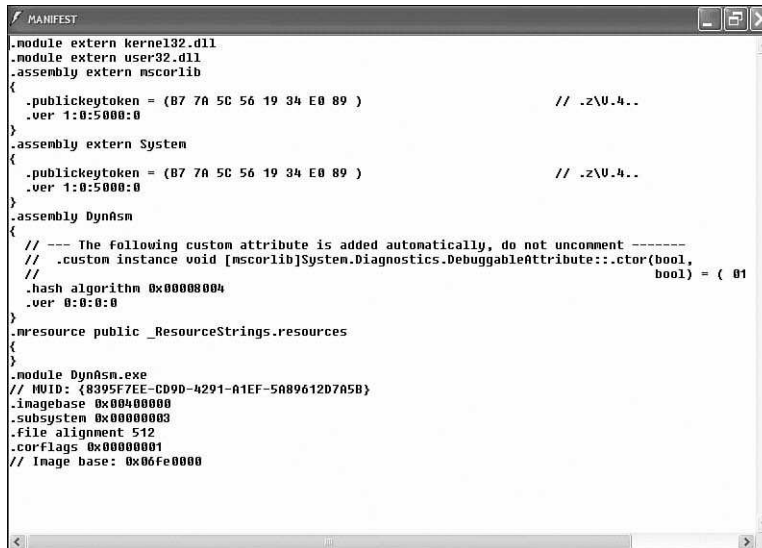 MANIFEST
.module extern kernel32.dll
.module extern user32.dll
.assembly extern mscorlib
{
  .publickeytoken = (B7 7A 5C 56 19 34 E0 89 )                         // .z\V.4..
  .ver 1:0:5000:0
}
.assembly extern System
{
  .publickeytoken = (B7 7A 5C 56 19 34 E0 89 )                         // .z\V.4..
  .ver 1:0:5000:0
}
.assembly DynAsm
{
  // --- The following custom attribute is added automatically, do not uncomment -------
  //  .custom instance void [mscorlib]System.Diagnostics.DebuggableAttribute::.ctor(bool,
  //                                                                                bool) = ( 01
  .hash algorithm 0x00008004
  .ver 0:0:0:0
}
.mresource public _ResourceStrings.resources
{
}
.module DynAsm.exe
// MVID: {8395F7EE-CD9D-4291-A1EF-5A89612D7A5B}
.imagebase 0x00400000
.subsystem 0x00000003
.file alignment 512
.corflags 0x00000001
// Image base: 0x06fe0000